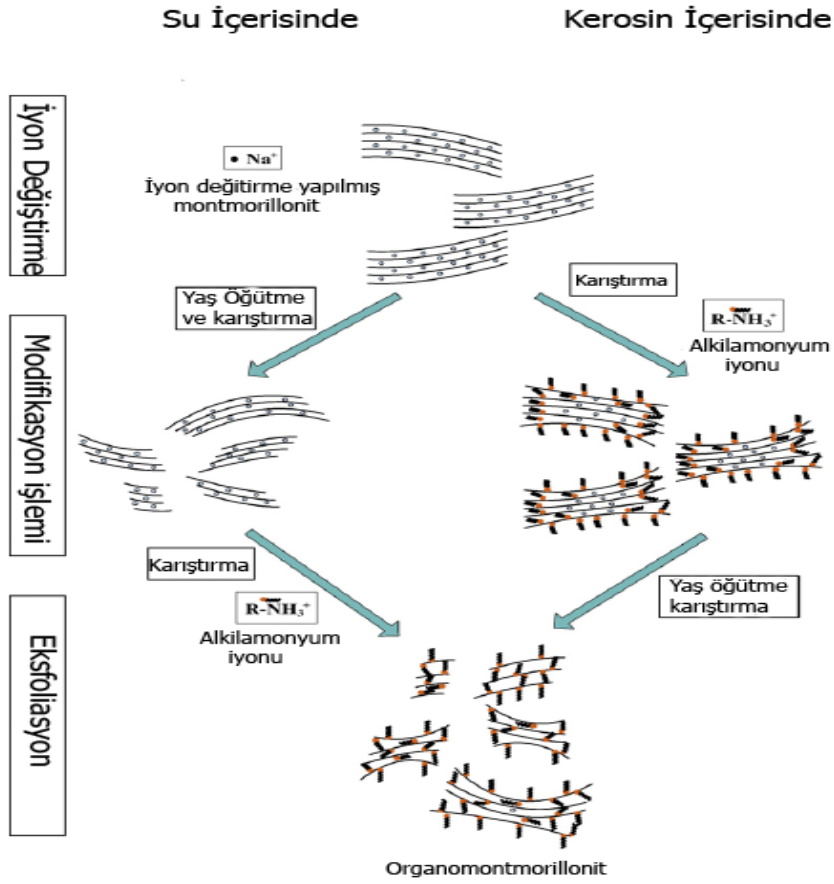 Su İçerisinde
Kerosin İçerisinde
İyon Değiştirme
• Na⁺
İyon değitirme yapılmış
montmorillonit
Yaş Öğütme
ve karıştırma
Karıştırma
R-NH₃⁺
Alkilamonyum
iyonu
Modifikasyon işlemi
Karıştırma
R-NH₃⁺
Alkilamonyum
iyonu
Yaş öğütme
karıştırma
Eksfoliasyon
Organomontmorillonit